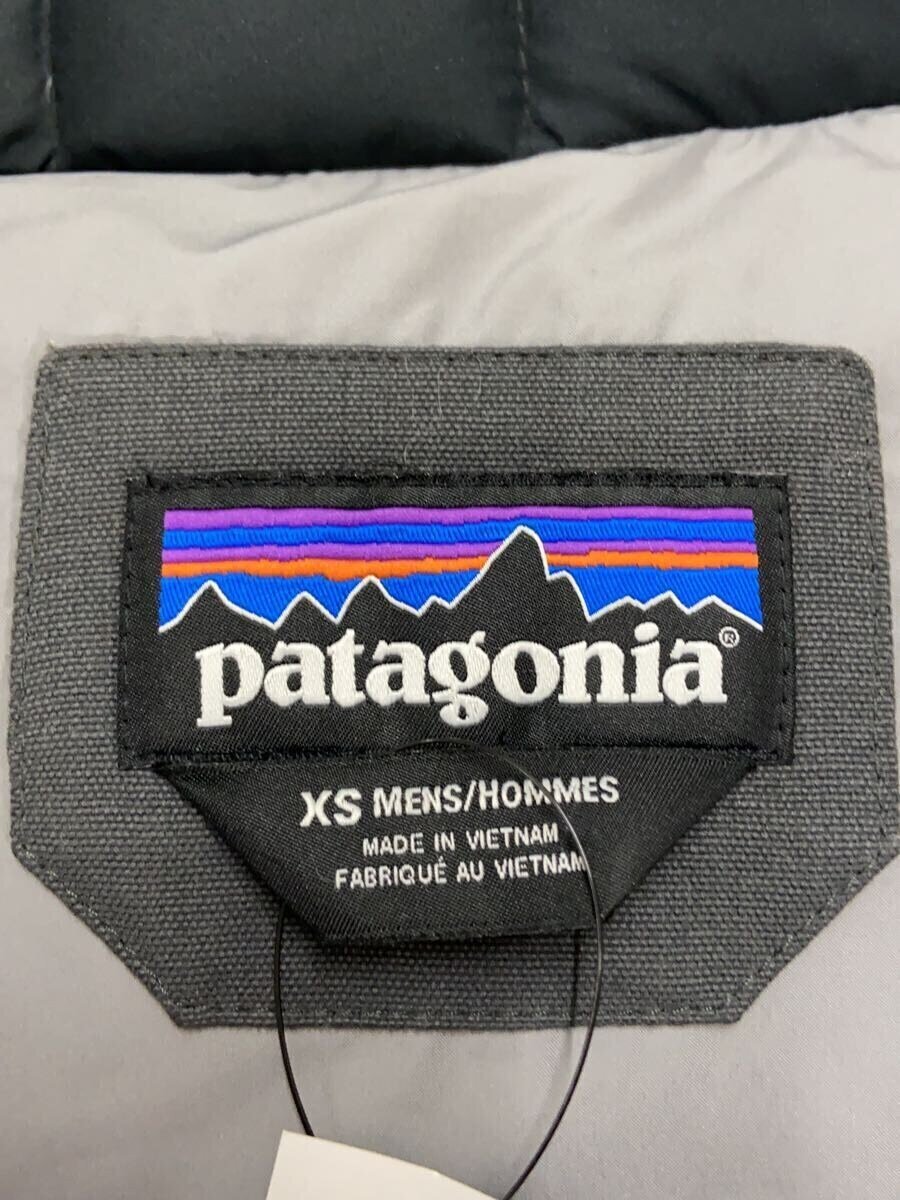 patagonia®
XS MENS/HOMMES
MADE IN VIETNAM
FABRIQUÉ AU VIETNAM